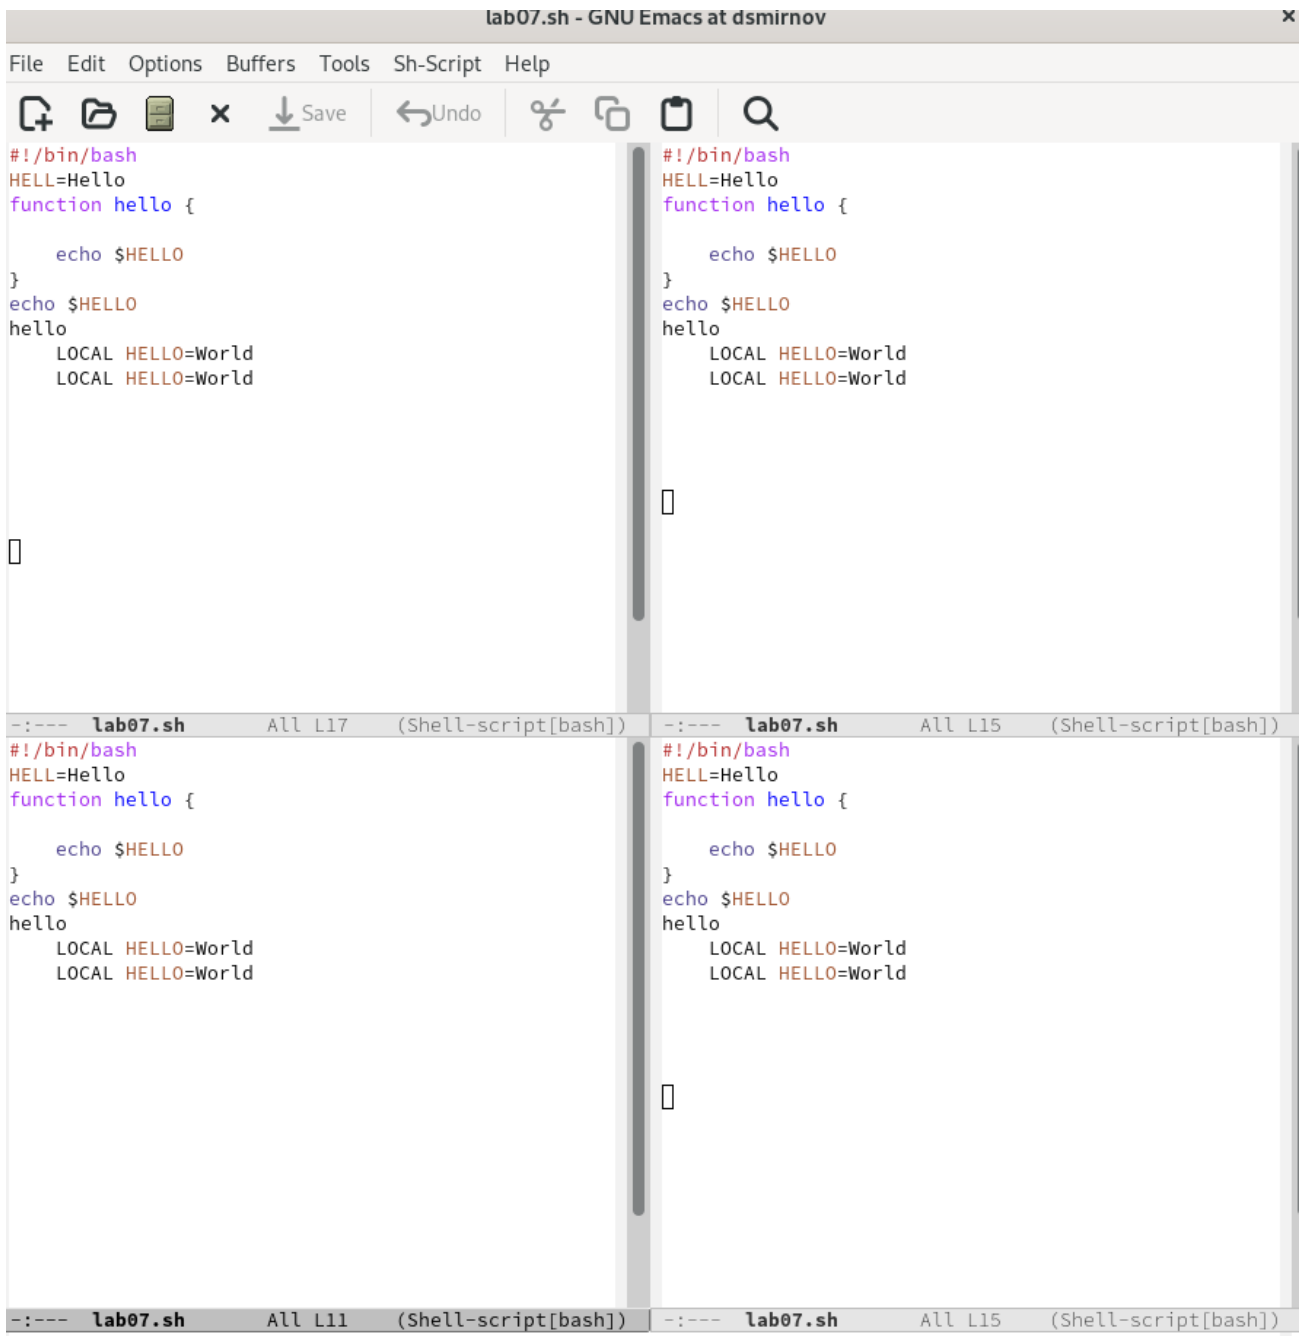 lab07.sh - GNU Emacs at dsmirnov
File Edit Options Buffers Tools Sh-Script Help
Save Undo
#!/bin/bash
HELL=Hello
function hello {
    echo $HELLO
}
echo $HELLO
hello
    LOCAL HELLO=World
    LOCAL HELLO=World
-:--- lab07.sh All L17 (Shell-script[bash])
#!/bin/bash
HELL=Hello
function hello {
    echo $HELLO
}
echo $HELLO
hello
    LOCAL HELLO=World
    LOCAL HELLO=World
-:--- lab07.sh All L15 (Shell-script[bash])
#!/bin/bash
HELL=Hello
function hello {
    echo $HELLO
}
echo $HELLO
hello
    LOCAL HELLO=World
    LOCAL HELLO=World
-:--- lab07.sh All L11 (Shell-script[bash])
#!/bin/bash
HELL=Hello
function hello {
    echo $HELLO
}
echo $HELLO
hello
    LOCAL HELLO=World
    LOCAL HELLO=World
-:--- lab07.sh All L15 (Shell-script[bash])